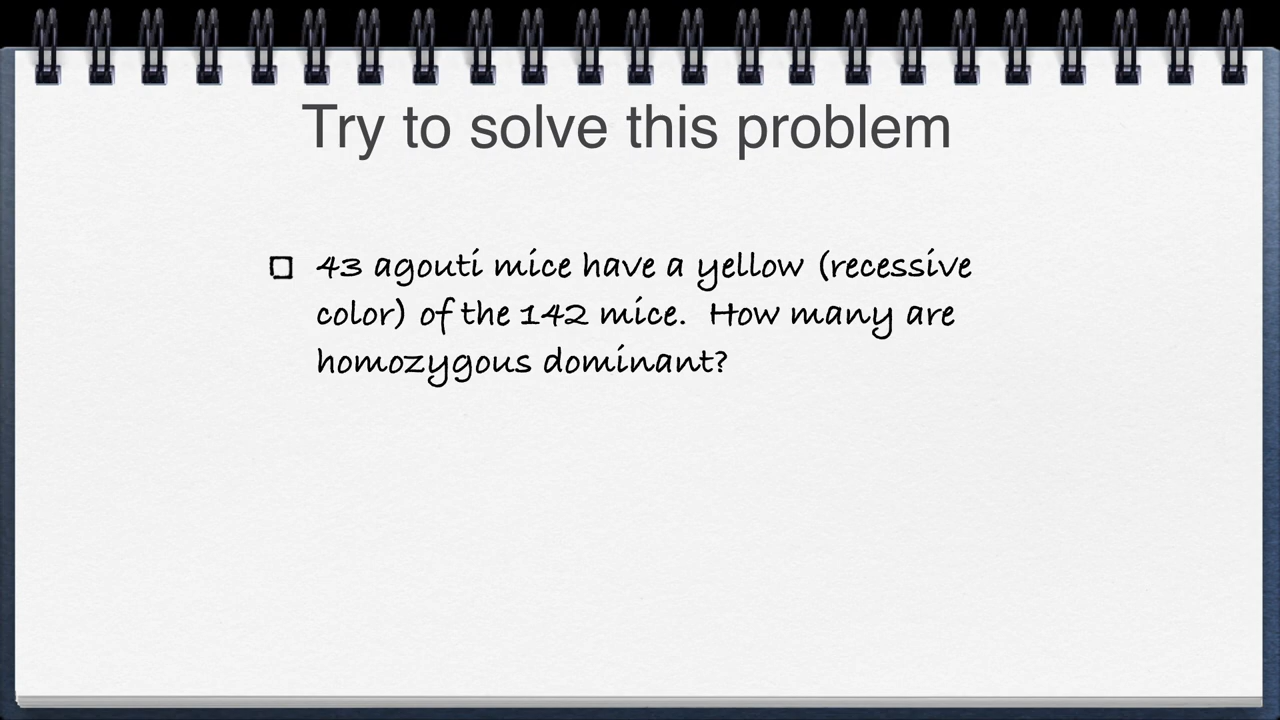 Try to solve this problem
43 agouti mice have a yellow (recessive
color) of the 142 mice.  How many are
homozygous dominant?